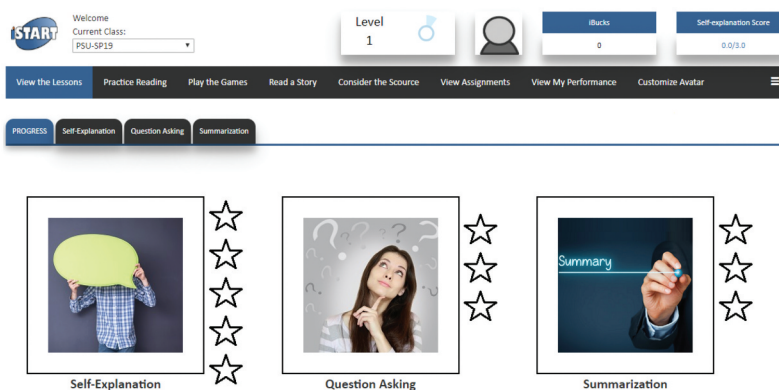 iSTART
Welcome
Current Class:
PSU-SP19
Level
1
iBucks
0
Self-explanation Score
0.0/3.0
View the Lessons
Practice Reading
Play the Games
Read a Story
Consider the Scource
View Assignments
View My Performance
Customize Avatar
PROGRESS
Self-Explanation
Question Asking
Summarization
Summary
Self-Explanation
Question Asking
Summarization